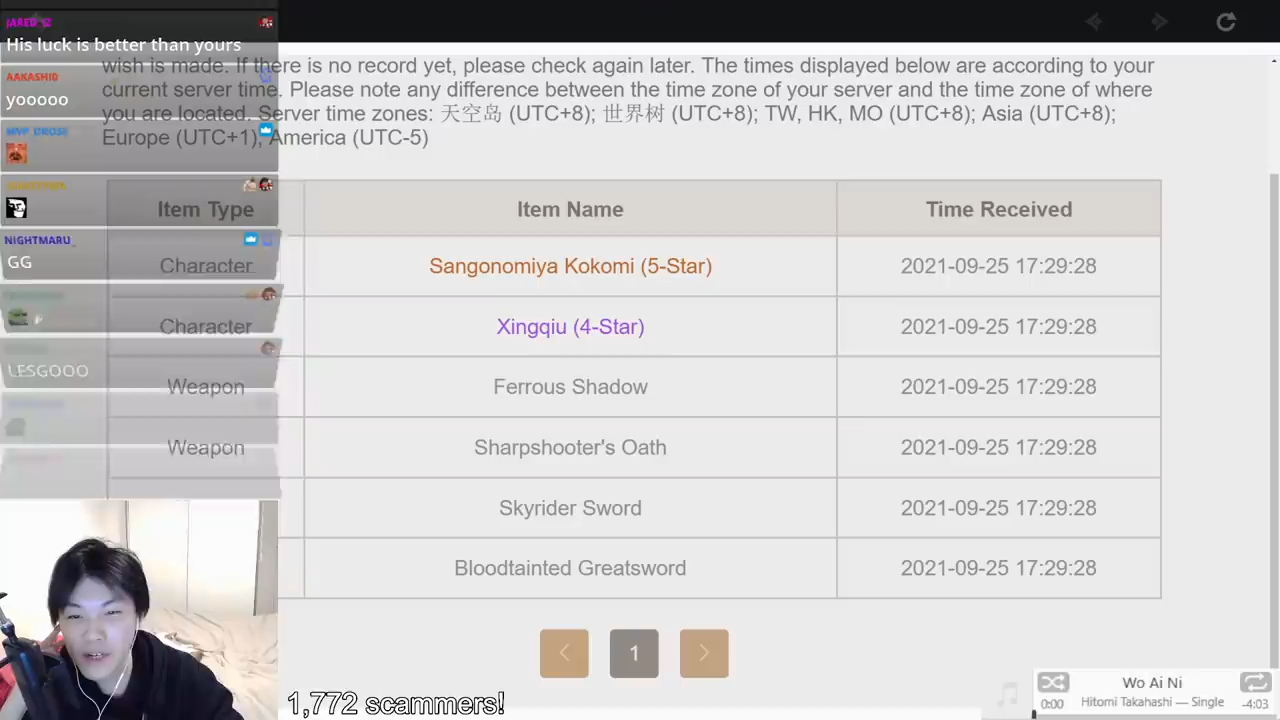 JARED_IZ
His luck is better than yours
AAKASHI0
yooooo
NIGHTMARU_
GG
LESGOOO
wish is made. If there is no record yet, please check again later. The times displayed below are according to your
current server time. Please note any difference between the time zone of your server and the time zone of where
you are located. Server time zones: 天空岛 (UTC+8); 世界树 (UTC+8); TW, HK, MO (UTC+8); Asia (UTC+8);
Europe (UTC+1); America (UTC-5)
Item Type Item Name Time Received
Character Sangonomiya Kokomi (5-Star) 2021-09-25 17:29:28
Character Xingqiu (4-Star) 2021-09-25 17:29:28
Weapon Ferrous Shadow 2021-09-25 17:29:28
Weapon Sharpshooter's Oath 2021-09-25 17:29:28
Skyrider Sword 2021-09-25 17:29:28
Bloodtainted Greatsword 2021-09-25 17:29:28
1
1,772 scammers!
Wo Ai Ni
Hitomi Takahashi — Single
0:00 -4:03